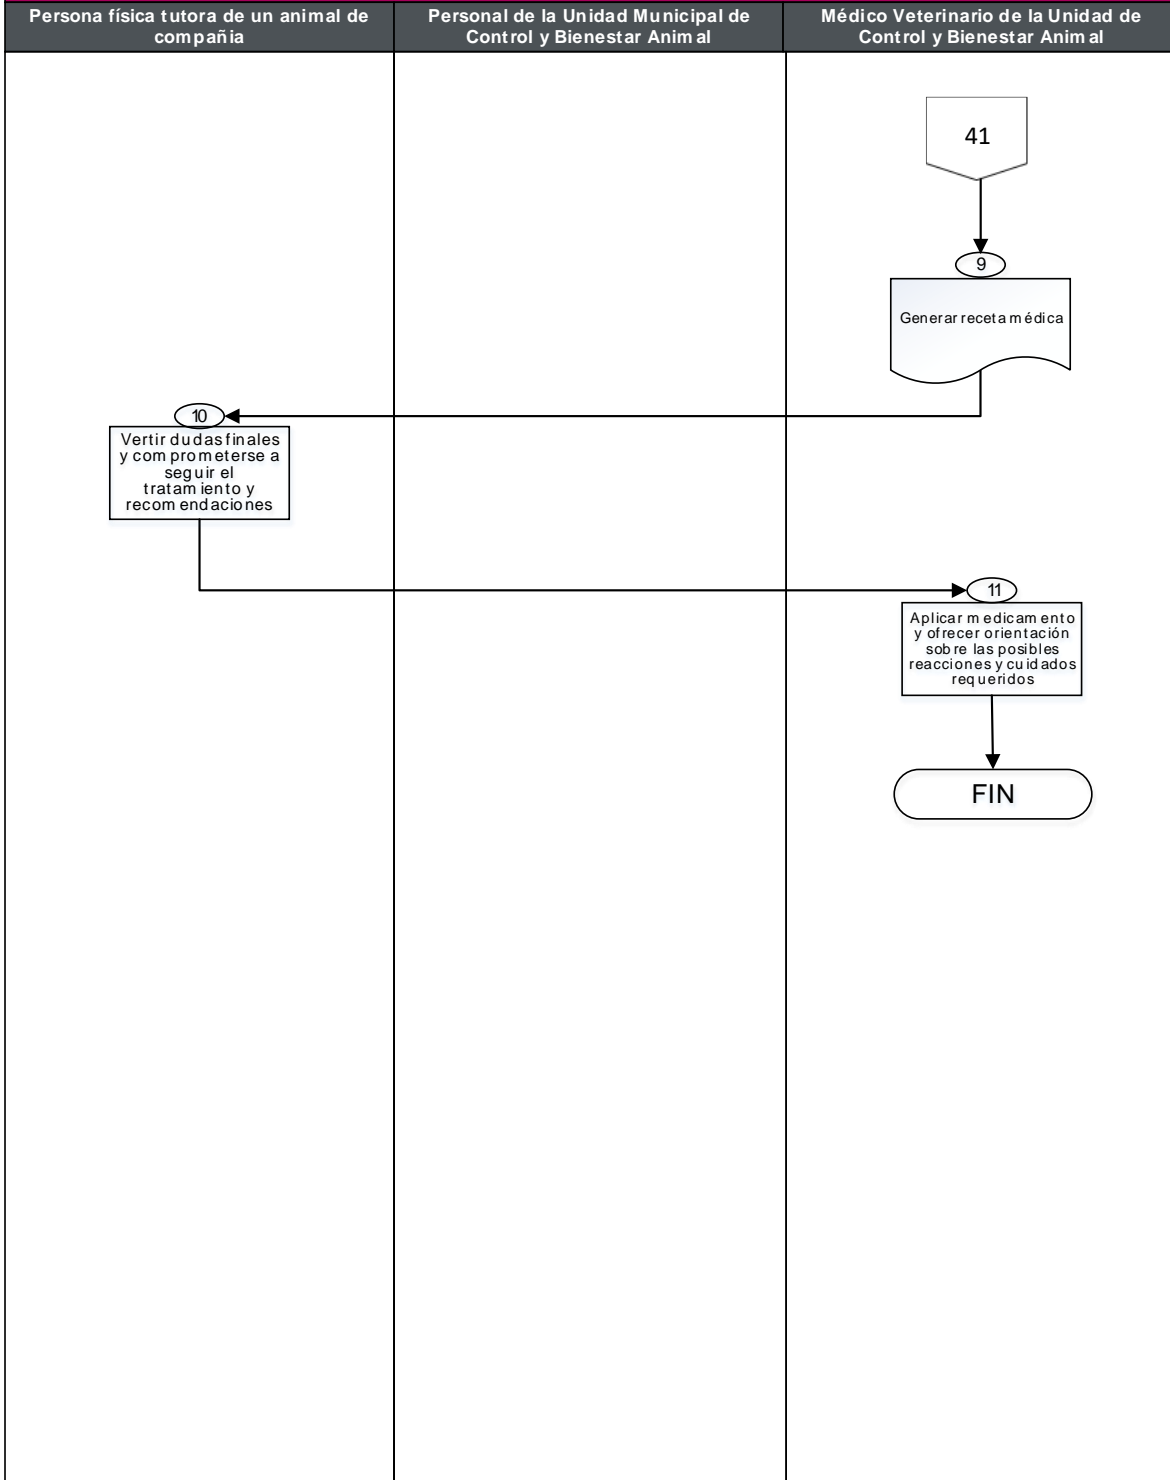 Persona física tutora de un animal de
compañia
Personal de la Unidad Municipal de
Control y Bienestar Animal
Médico Veterinario de la Unidad de
Control y Bienestar Animal
41
9
Generar receta médica
10
Vertir dudas finales
y comprometerse a
seguir el
tratamiento y
recomendaciones
11
Aplicar medicamento
y ofrecer orientación
sobre las posibles
reacciones y cuidados
requeridos
FIN